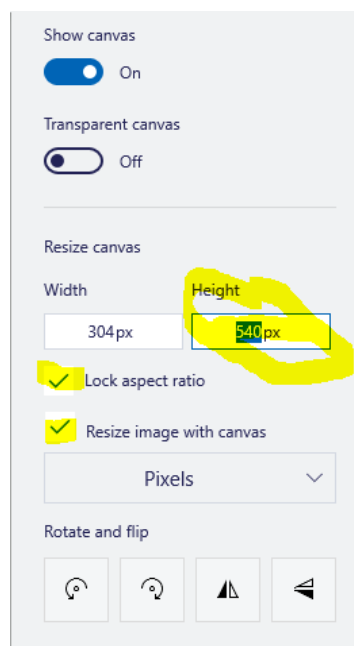 Show canvas
On
Transparent canvas
Off
Resize canvas
Width Height
304px 540px
Lock aspect ratio
Resize image with canvas
Pixels
Rotate and flip